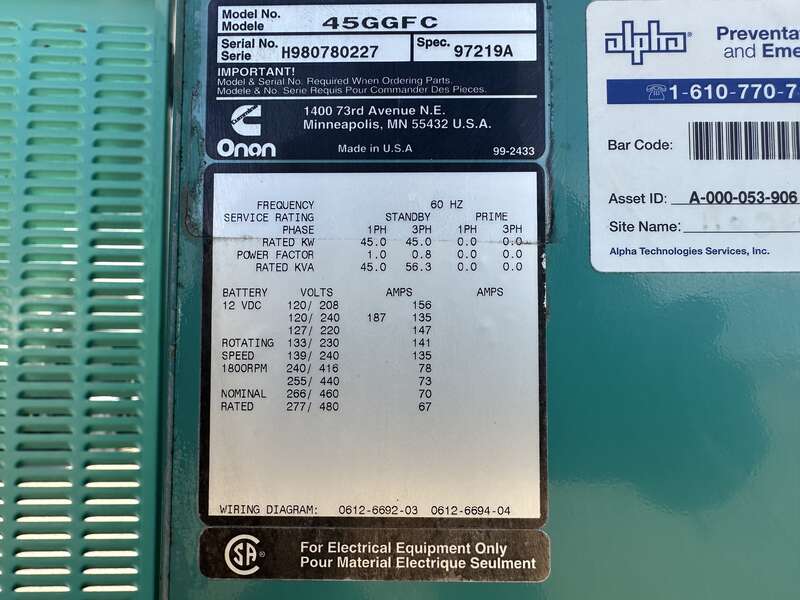 Model No. 45GGFC
Modele
Serial No. H980780227 Spec. 97219A
Serie
IMPORTANT!
Model & Serial No. Required When Ordering Parts.
Modele & No. Serie Requis Pour Commander Des Pieces.
1400 73rd Avenue N.E.
Minneapolis, MN 55432 U.S.A.
Onan Made in U.S.A 99-2433
FREQUENCY 60 HZ
SERVICE RATING STANDBY PRIME
PHASE 1PH 3PH 1PH 3PH
RATED KW 45.0 45.0 0.0 0.0
POWER FACTOR 1.0 0.8 0.0 0.0
RATED KVA 45.0 56.3 0.0 0.0
BATTERY VOLTS AMPS AMPS
12 VDC 120/ 208 156
120/ 240 187 135
127/ 220 147
ROTATING 133/ 230 141
SPEED 139/ 240 135
1800RPM 240/ 416 78
255/ 440 73
NOMINAL 266/ 460 70
RATED 277/ 480 67
WIRING DIAGRAM: 0612-6692-03 0612-6694-04
CSA ® For Electrical Equipment Only
Pour Material Electrique Seulment
alpha® Preventa
and Eme
1-610-770-7
Bar Code:
Asset ID: A-000-053-906
Site Name:
Alpha Technologies Services, Inc.